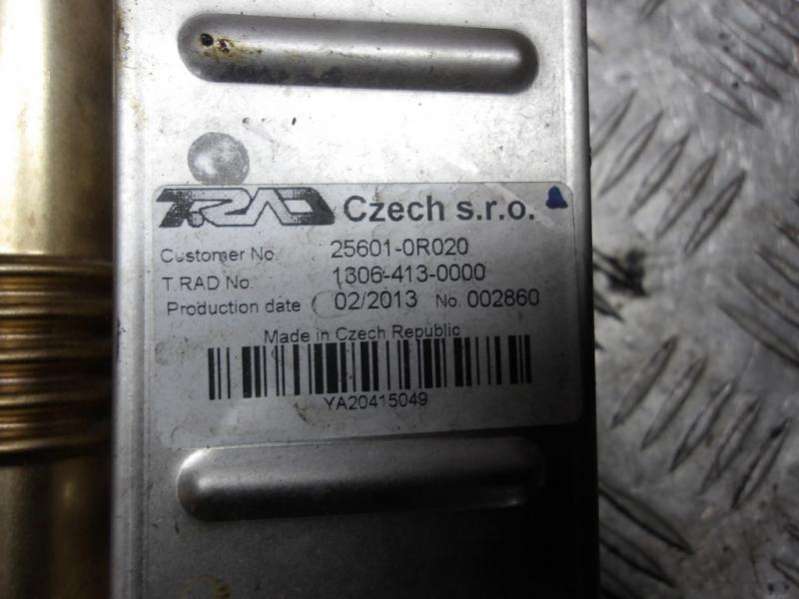 T.RAD Czech s.r.o.
Customer No. 25601-0R020
T.RAD No. 1306-413-0000
Production date 02/2013 No. 002860
Made in Czech Republic
YA20415049